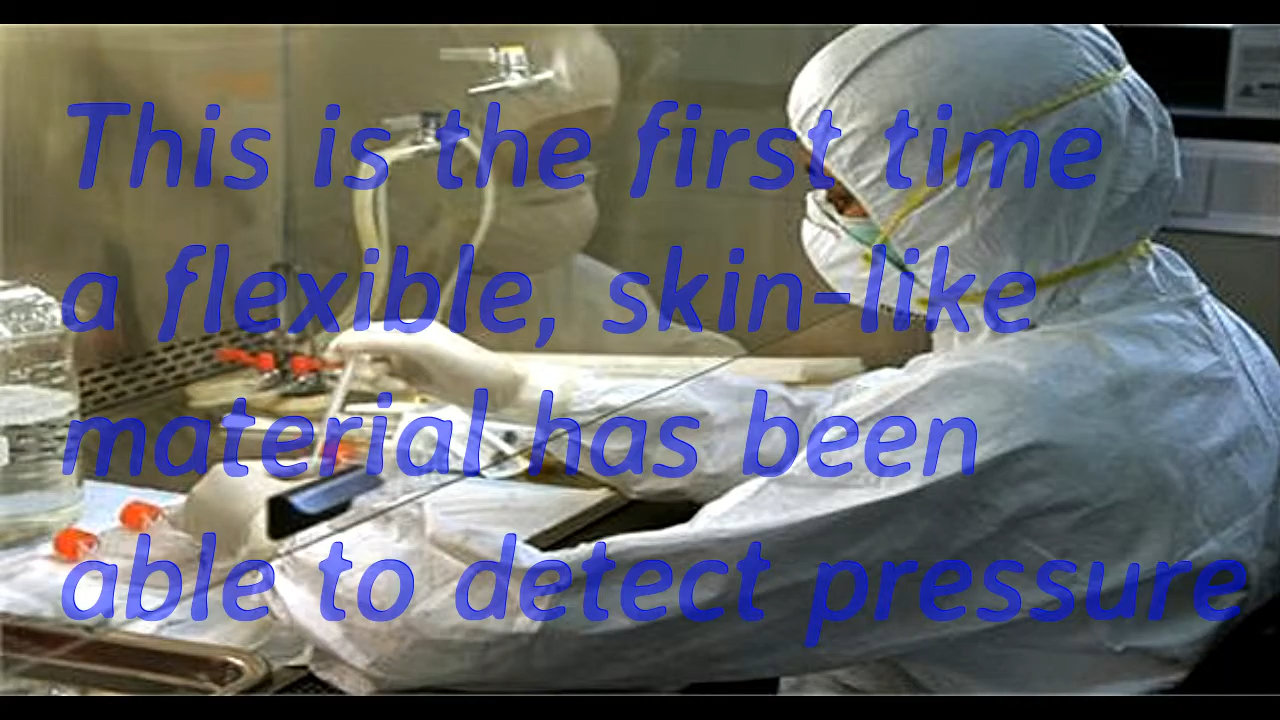 This is the first time
a flexible, skin-like
material has been
able to detect pressure